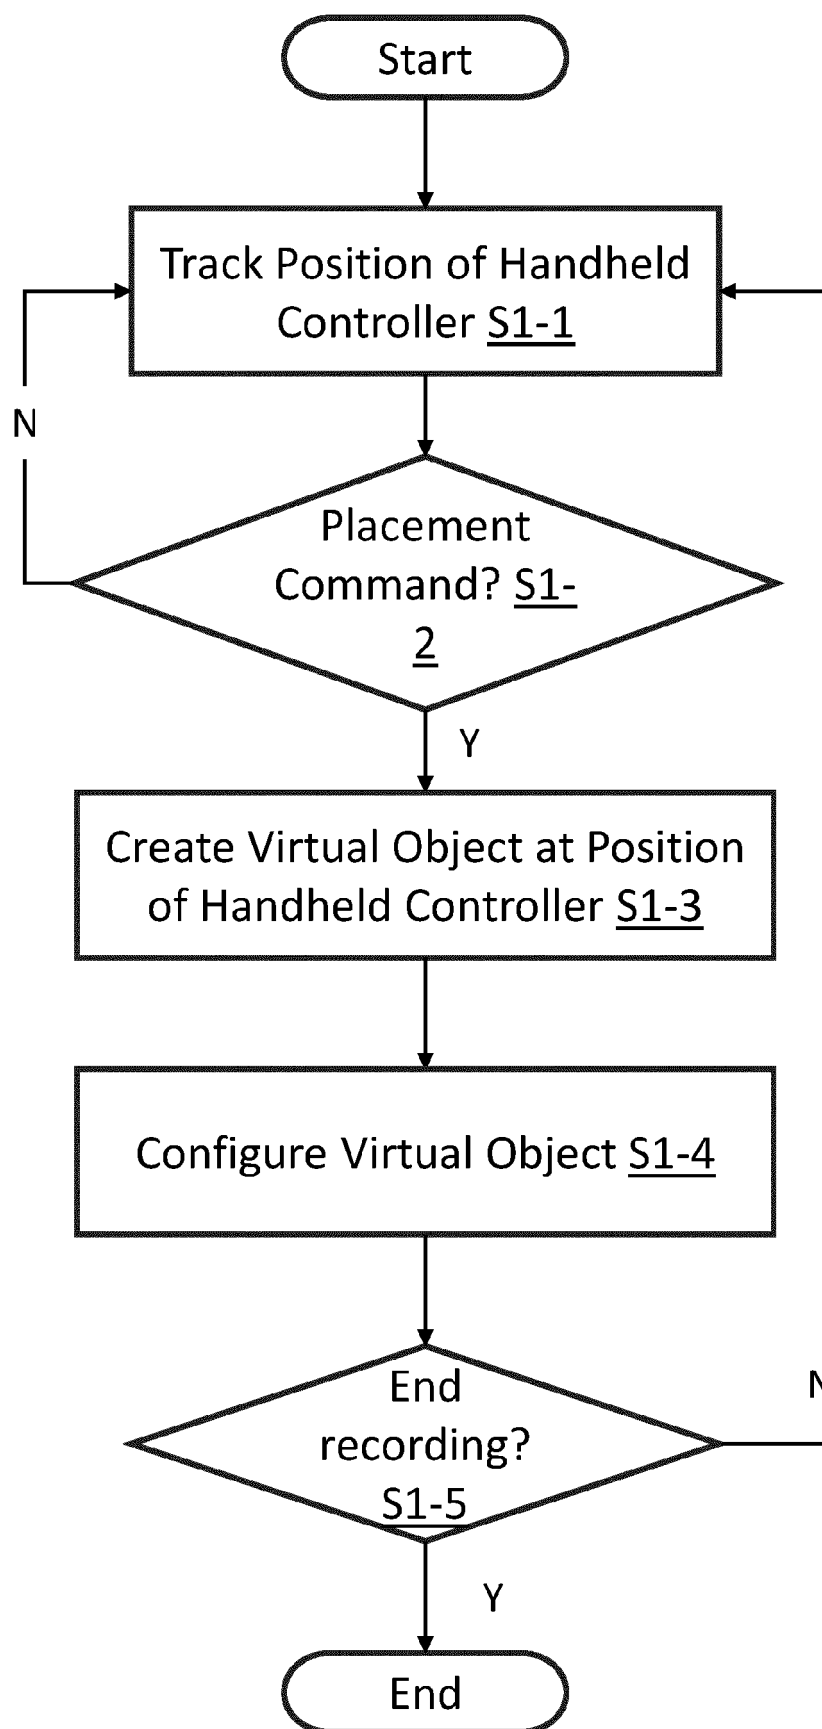 Start
Track Position of Handheld
Controller S1-1
N
Placement
Command? S1-
2
Y
Create Virtual Object at Position
of Handheld Controller S1-3
Configure Virtual Object S1-4
N
End
recording?
S1-5
Y
End